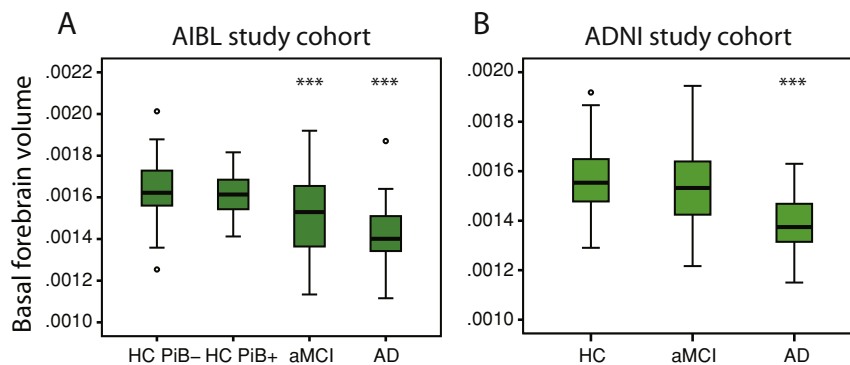 A
AIBL study cohort
Basal forebrain volume
.0022
.0020
.0018
.0016
.0014
.0012
.0010
***
***
HC PiB– HC PiB+ aMCI AD
B
ADNI study cohort
.0020
.0018
.0016
.0014
.0012
.0010
***
HC aMCI AD